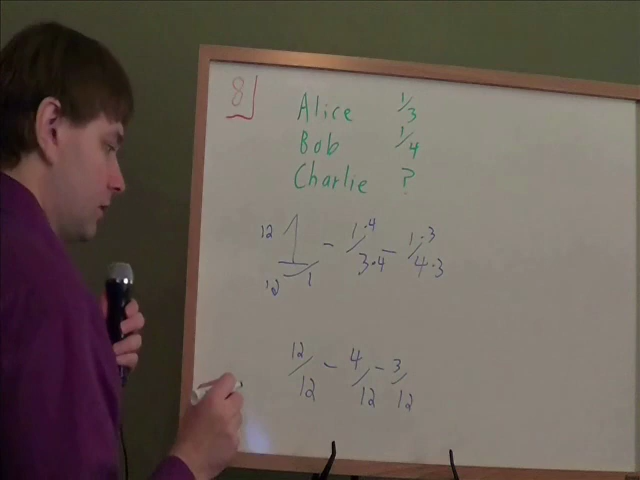 8
Alice 1/3
Bob 1/4
Charlie ?
12 1 - 1·4 - 1·3
12 1 3·4 4·3
12/12 - 4/12 - 3/12